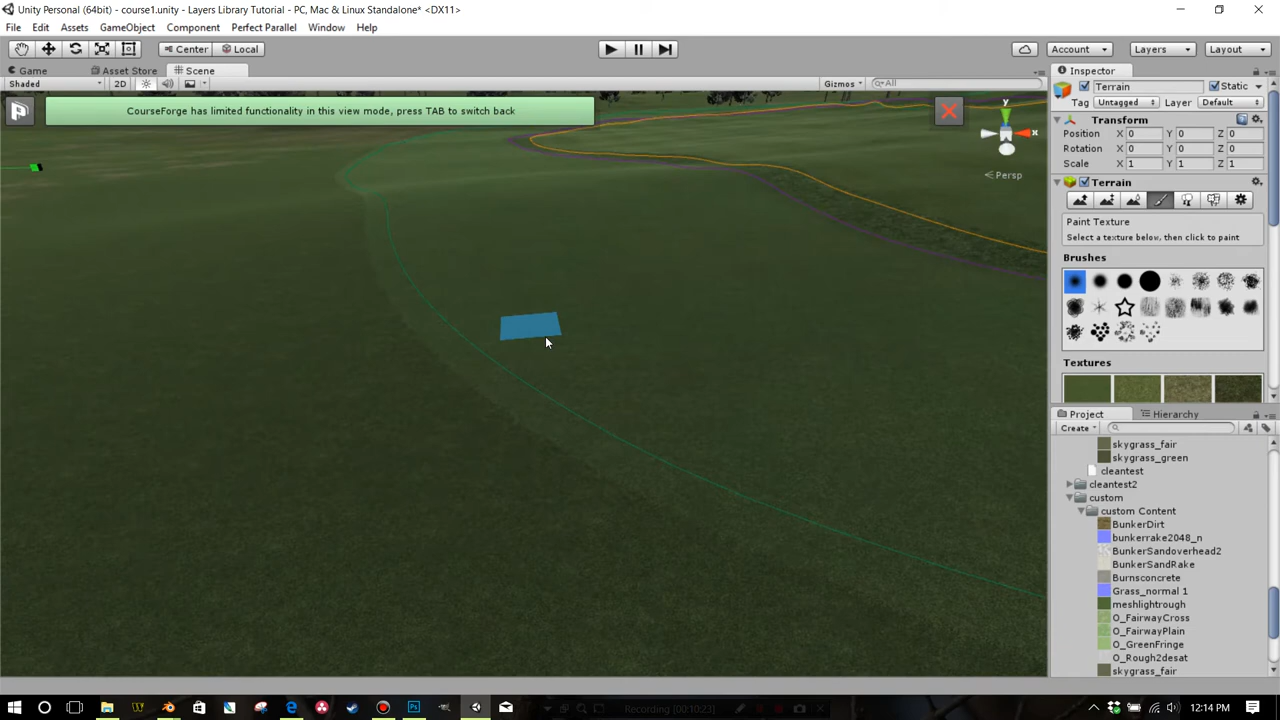 Unity Personal (64bit) - course1.unity - Layers Library Tutorial - PC, Mac & Linux Standalone* <DX11>
File Edit Assets GameObject Component Perfect Parallel Window Help
Center Local Account Layers Layout
Game Asset Store Scene
Shaded 2D Gizmos All
CourseForge has limited functionality in this view mode, press TAB to switch back
y
x
Persp
Inspector
Terrain Static
Tag Untagged Layer Default
Transform
Position X 0 Y 0 Z 0
Rotation X 0 Y 0 Z 0
Scale X 1 Y 1 Z 1
Terrain
Paint Texture
Select a texture below, then click to paint
Brushes
Textures
Project Hierarchy
Create
skygrass_fair
skygrass_green
cleantest
cleantest2
custom
custom Content
BunkerDirt
bunkerrake2048_n
BunkerSandoverhead2
BunkerSandRake
Burnsconcrete
Grass_normal 1
meshlightrough
O_FairwayCross
O_FairwayPlain
O_GreenFringe
O_Rough2desat
skygrass_fair
Recording [00:10:23]
12:14 PM